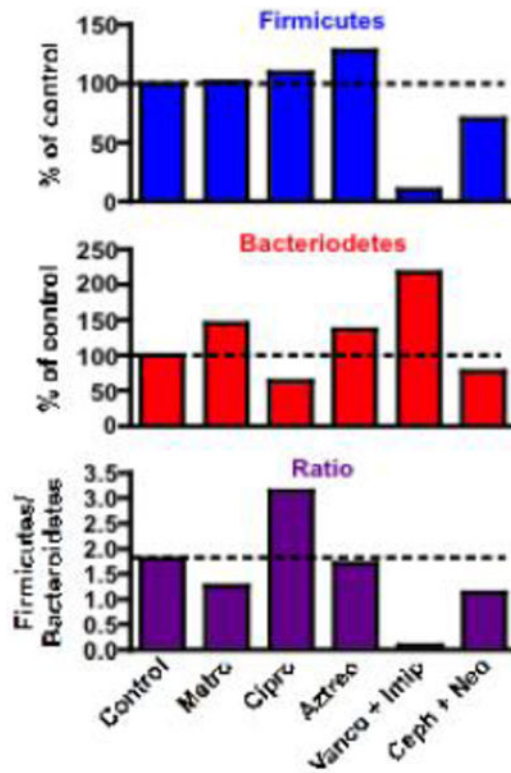 Firmicutes
% of control
150
100
50
0
Bacteriodetes
% of control
250
200
150
100
50
0
Ratio
Firmicutes/
Bacteroidetes
3.5
3.0
2.5
2.0
1.5
1.0
0.5
0.0
Control
Metro
Cipro
Aztreo
Vanco + Imip
Ceph + Neo